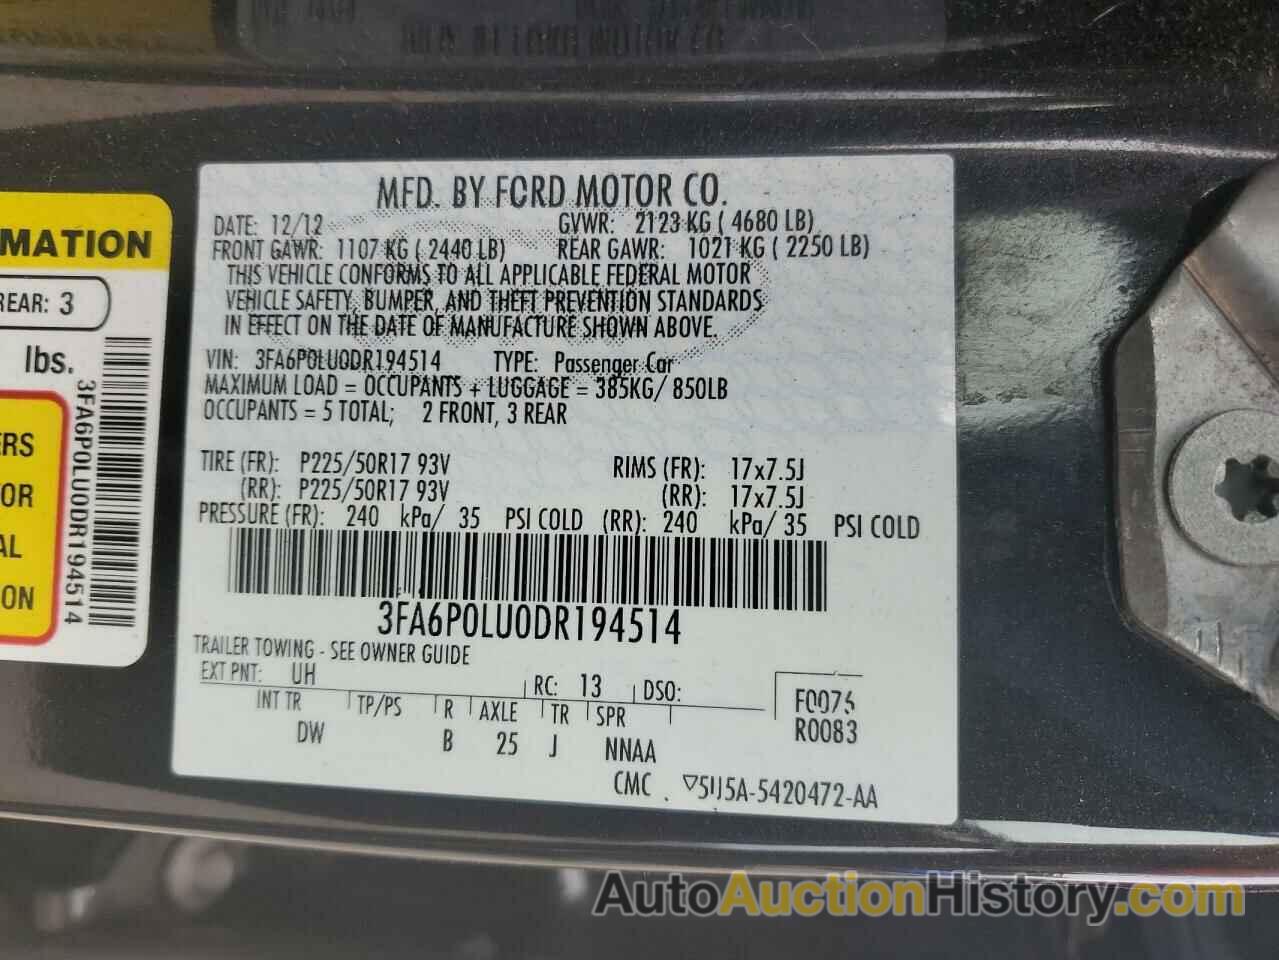 MATION
REAR: 3
lbs.
ERS
TOR
AL
ON
3FA6P0LU0DR194514
MFD. BY FORD MOTOR CO.
DATE: 12/12 GVWR: 2123 KG ( 4680 LB)
FRONT GAWR: 1107 KG ( 2440 LB) REAR GAWR: 1021 KG ( 2250 LB)
THIS VEHICLE CONFORMS TO ALL APPLICABLE FEDERAL MOTOR
VEHICLE SAFETY, BUMPER, AND THEFT PREVENTION STANDARDS
IN EFFECT ON THE DATE OF MANUFACTURE SHOWN ABOVE.
VIN: 3FA6P0LU0DR194514 TYPE: Passenger Car
MAXIMUM LOAD = OCCUPANTS + LUGGAGE = 385KG/ 850LB
OCCUPANTS = 5 TOTAL; 2 FRONT, 3 REAR
TIRE (FR): P225/50R17 93V RIMS (FR): 17x7.5J
(RR): P225/50R17 93V (RR): 17x7.5J
PRESSURE (FR): 240 kPa/ 35 PSI COLD (RR): 240 kPa/ 35 PSI COLD
3FA6P0LU0DR194514
TRAILER TOWING - SEE OWNER GUIDE
EXT PNT: UH RC: 13 DSO:
INT TR TP/PS R AXLE TR SPR
DW B 25 J NNAA
F0076
R0083
CMC ▽5U5A-5420472-AA
AutoAuctionHistory.com